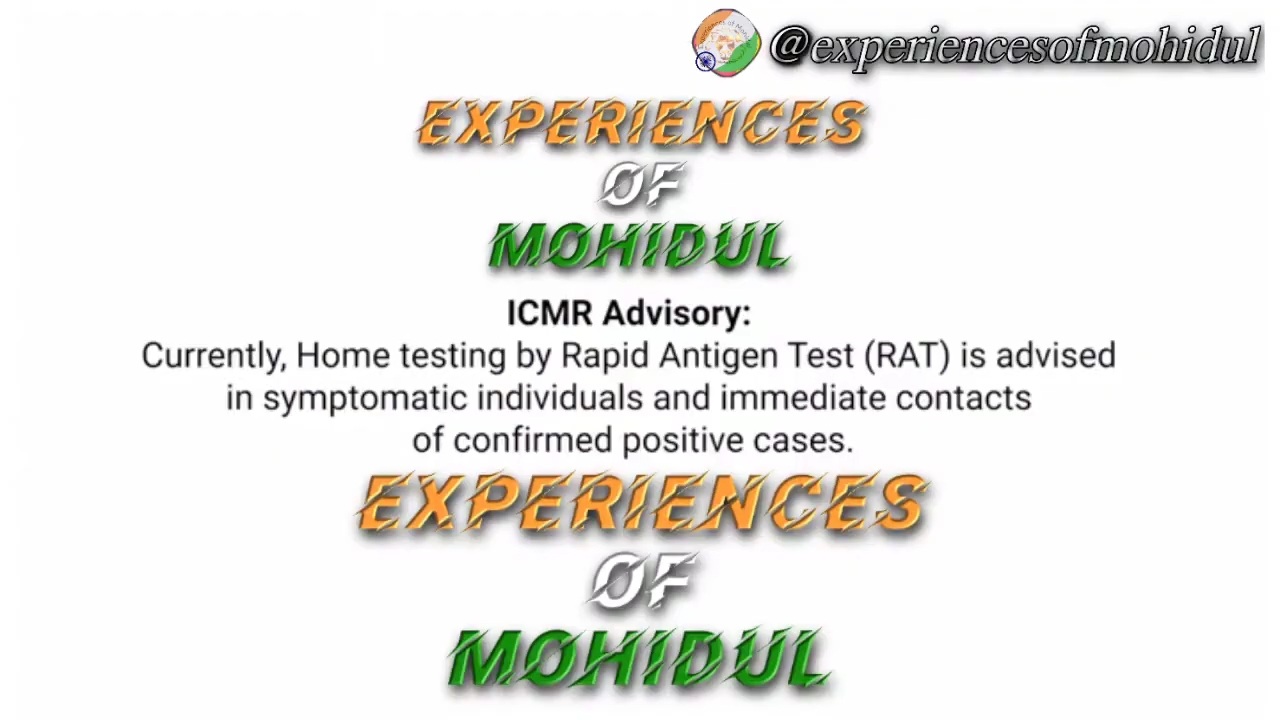 @experiencesofmohidul
EXPERIENCES
OF
MOHIDUL
ICMR Advisory:
Currently, Home testing by Rapid Antigen Test (RAT) is advised
in symptomatic individuals and immediate contacts
of confirmed positive cases.
EXPERIENCES
OF
MOHIDUL